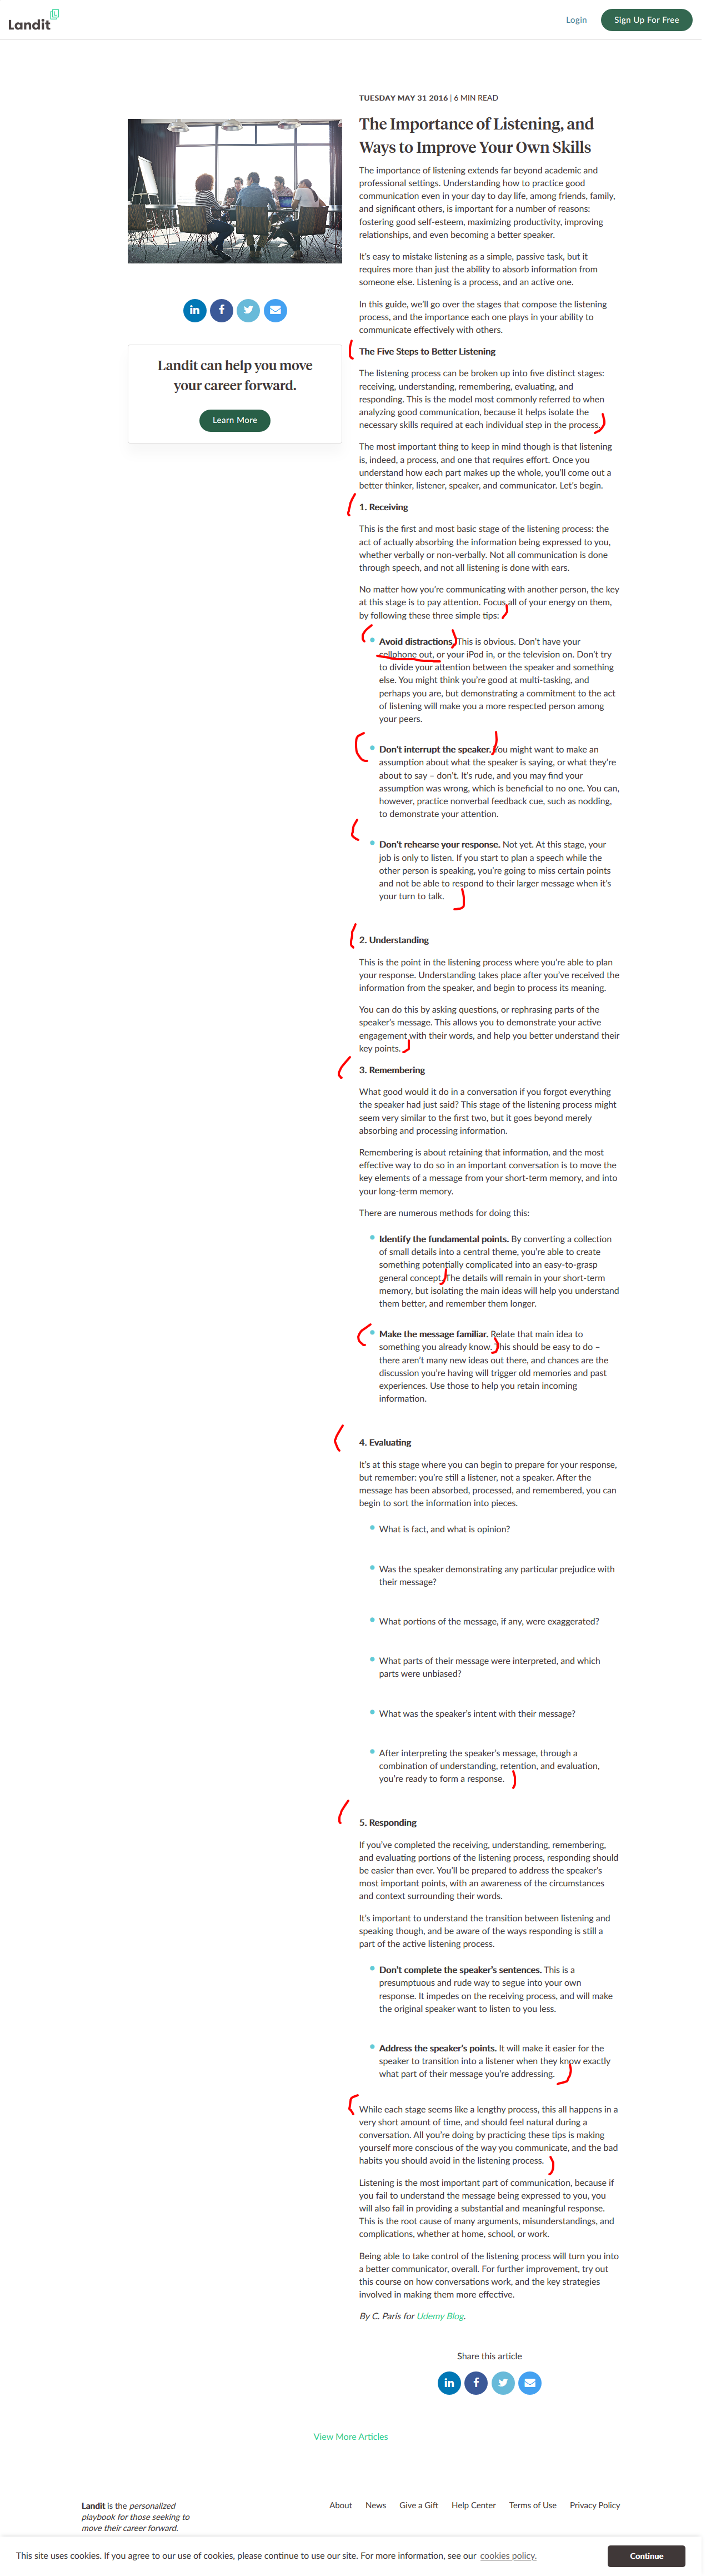 Landit
Login
Sign Up For Free
TUESDAY MAY 31 2016 | 6 MIN READ
The Importance of Listening, and
Ways to Improve Your Own Skills
The importance of listening extends far beyond academic and
professional settings. Understanding how to practice good
communication even in your day to day life, among friends, family,
and significant others, is important for a number of reasons:
fostering good self-esteem, maximizing productivity, improving
relationships, and even becoming a better speaker.
It's easy to mistake listening as a simple, passive task, but it
requires more than just the ability to absorb information from
someone else. Listening is a process, and an active one.
In this guide, we'll go over the stages that compose the listening
process, and the importance each one plays in your ability to
communicate effectively with others.
Landit can help you move
your career forward.
Learn More
The Five Steps to Better Listening
The listening process can be broken up into five distinct stages:
receiving, understanding, remembering, evaluating, and
responding. This is the model most commonly referred to when
analyzing good communication, because it helps isolate the
necessary skills required at each individual step in the process.
The most important thing to keep in mind though is that listening
is, indeed, a process, and one that requires effort. Once you
understand how each part makes up the whole, you'll come out a
better thinker, listener, speaker, and communicator. Let's begin.
1. Receiving
This is the first and most basic stage of the listening process: the
act of actually absorbing the information being expressed to you,
whether verbally or non-verbally. Not all communication is done
through speech, and not all listening is done with ears.
No matter how you're communicating with another person, the key
at this stage is to pay attention. Focus all of your energy on them,
by following these three simple tips:
Avoid distractions. This is obvious. Don't have your
cellphone out, or your iPod in, or the television on. Don't try
to divide your attention between the speaker and something
else. You might think you're good at multi-tasking, and
perhaps you are, but demonstrating a commitment to the act
of listening will make you a more respected person among
your peers.
Don't interrupt the speaker. You might want to make an
assumption about what the speaker is saying, or what they're
about to say – don't. It's rude, and you may find your
assumption was wrong, which is beneficial to no one. You can,
however, practice nonverbal feedback cue, such as nodding,
to demonstrate your attention.
Don't rehearse your response. Not yet. At this stage, your
job is only to listen. If you start to plan a speech while the
other person is speaking, you're going to miss certain points
and not be able to respond to their larger message when it's
your turn to talk.
2. Understanding
This is the point in the listening process where you're able to plan
your response. Understanding takes place after you've received the
information from the speaker, and begin to process its meaning.
You can do this by asking questions, or rephrasing parts of the
speaker's message. This allows you to demonstrate your active
engagement with their words, and help you better understand their
key points.
3. Remembering
What good would it do in a conversation if you forgot everything
the speaker had just said? This stage of the listening process might
seem very similar to the first two, but it goes beyond merely
absorbing and processing information.
Remembering is about retaining that information, and the most
effective way to do so in an important conversation is to move the
key elements of a message from your short-term memory, and into
your long-term memory.
There are numerous methods for doing this:
Identify the fundamental points. By converting a collection
of small details into a central theme, you're able to create
something potentially complicated into an easy-to-grasp
general concept. The details will remain in your short-term
memory, but isolating the main ideas will help you understand
them better, and remember them longer.
Make the message familiar. Relate that main idea to
something you already know. This should be easy to do –
there aren't many new ideas out there, and chances are the
discussion you're having will trigger old memories and past
experiences. Use those to help you retain incoming
information.
4. Evaluating
It's at this stage where you can begin to prepare for your response,
but remember: you're still a listener, not a speaker. After the
message has been absorbed, processed, and remembered, you can
begin to sort the information into pieces.
What is fact, and what is opinion?
Was the speaker demonstrating any particular prejudice with
their message?
What portions of the message, if any, were exaggerated?
What parts of their message were interpreted, and which
parts were unbiased?
What was the speaker's intent with their message?
After interpreting the speaker's message, through a
combination of understanding, retention, and evaluation,
you're ready to form a response.
5. Responding
If you've completed the receiving, understanding, remembering,
and evaluating portions of the listening process, responding should
be easier than ever. You'll be prepared to address the speaker's
most important points, with an awareness of the circumstances
and context surrounding their words.
It's important to understand the transition between listening and
speaking though, and be aware of the ways responding is still a
part of the active listening process.
Don't complete the speaker's sentences. This is a
presumptuous and rude way to segue into your own
response. It impedes on the receiving process, and will make
the original speaker want to listen to you less.
Address the speaker's points. It will make it easier for the
speaker to transition into a listener when they know exactly
what part of their message you're addressing.
While each stage seems like a lengthy process, this all happens in a
very short amount of time, and should feel natural during a
conversation. All you're doing by practicing these tips is making
yourself more conscious of the way you communicate, and the bad
habits you should avoid in the listening process.
Listening is the most important part of communication, because if
you fail to understand the message being expressed to you, you
will also fail in providing a substantial and meaningful response.
This is the root cause of many arguments, misunderstandings, and
complications, whether at home, school, or work.
Being able to take control of the listening process will turn you into
a better communicator, overall. For further improvement, try out
this course on how conversations work, and the key strategies
involved in making them more effective.
By C. Paris for Udemy Blog.
Share this article
View More Articles
Landit is the personalized
playbook for those seeking to
move their career forward.
About News Give a Gift Help Center Terms of Use Privacy Policy
This site uses cookies. If you agree to our use of cookies, please continue to use our site. For more information, see our cookies policy.
Continue